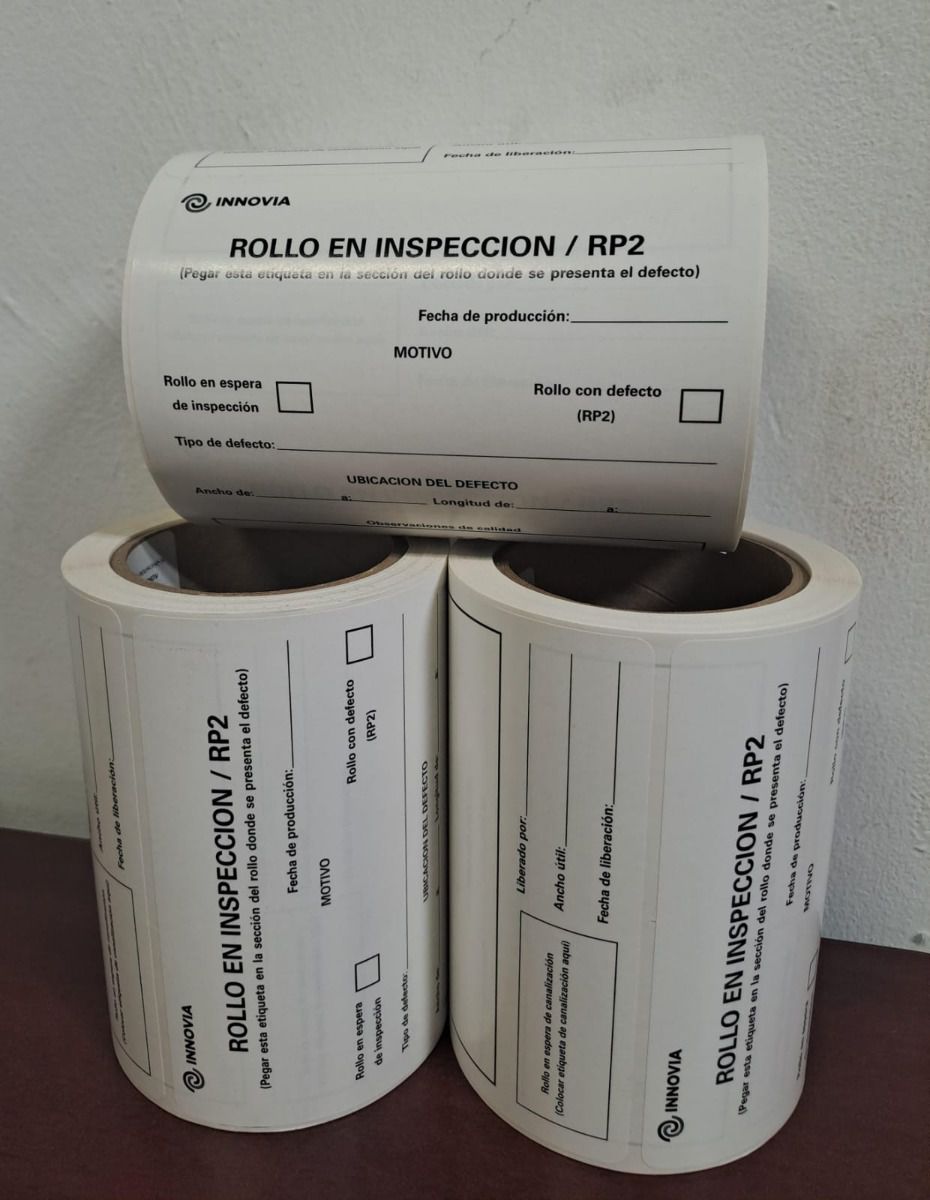 Fecha de liberación:
INNOVIA
ROLLO EN INSPECCION / RP2
(Pegar esta etiqueta en la sección del rollo donde se presenta el defecto)
Fecha de producción:
MOTIVO
Rollo en espera
de inspección
Rollo con defecto
(RP2)
Tipo de defecto:
UBICACION DEL DEFECTO
Ancho de: a: Longitud de: a:
Observaciones de calidad
Ancho útil:
Fecha de liberación:
INNOVIA
ROLLO EN INSPECCION / RP2
(Pegar esta etiqueta en la sección del rollo donde se presenta el defecto)
Fecha de producción:
MOTIVO
Rollo en espera
de inspección
Rollo con defecto
(RP2)
Tipo de defecto:
UBICACION DEL DEFECTO
Liberado por:
Rollo en espera de canalización
(Colocar etiqueta de canalización aquí)
Ancho útil:
Fecha de liberación:
INNOVIA
ROLLO EN INSPECCION / RP2
(Pegar esta etiqueta en la sección del rollo donde se presenta el defecto)
Fecha de producción:
MOTIVO